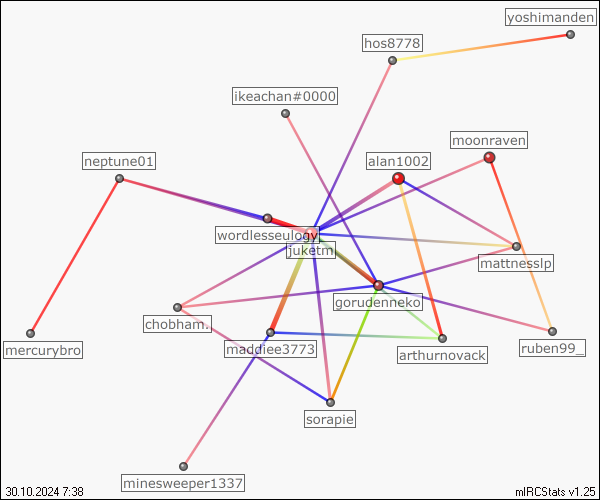 yoshimanden
hos8778
ikeachan#0000
moonraven
neptune01
alan1002
wordlesseulogy
juketm
mattnesslp
gorudenneko
chobham.
mercurybro
maddiee3773
arthurnovack
ruben99_
sorapie
minesweeper1337
30.10.2024 7:38
mIRCStats v1.25